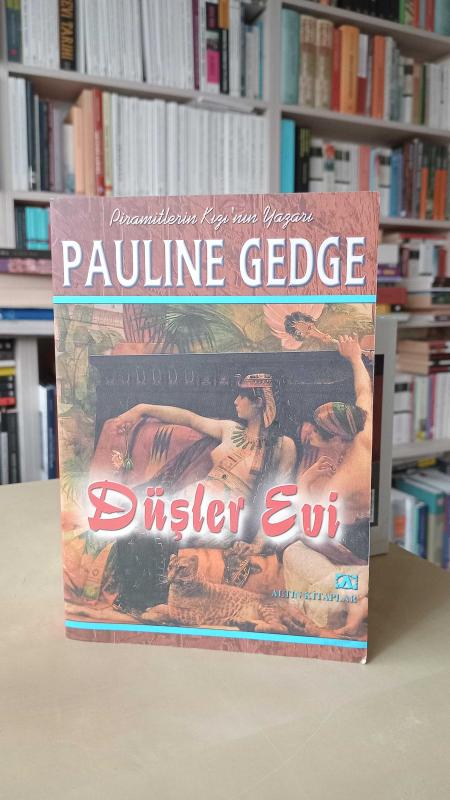 Piramitlerin Kızı'nın Yazarı
PAULINE GEDGE
Düşler Evi
ALTIN KİTAPLAR